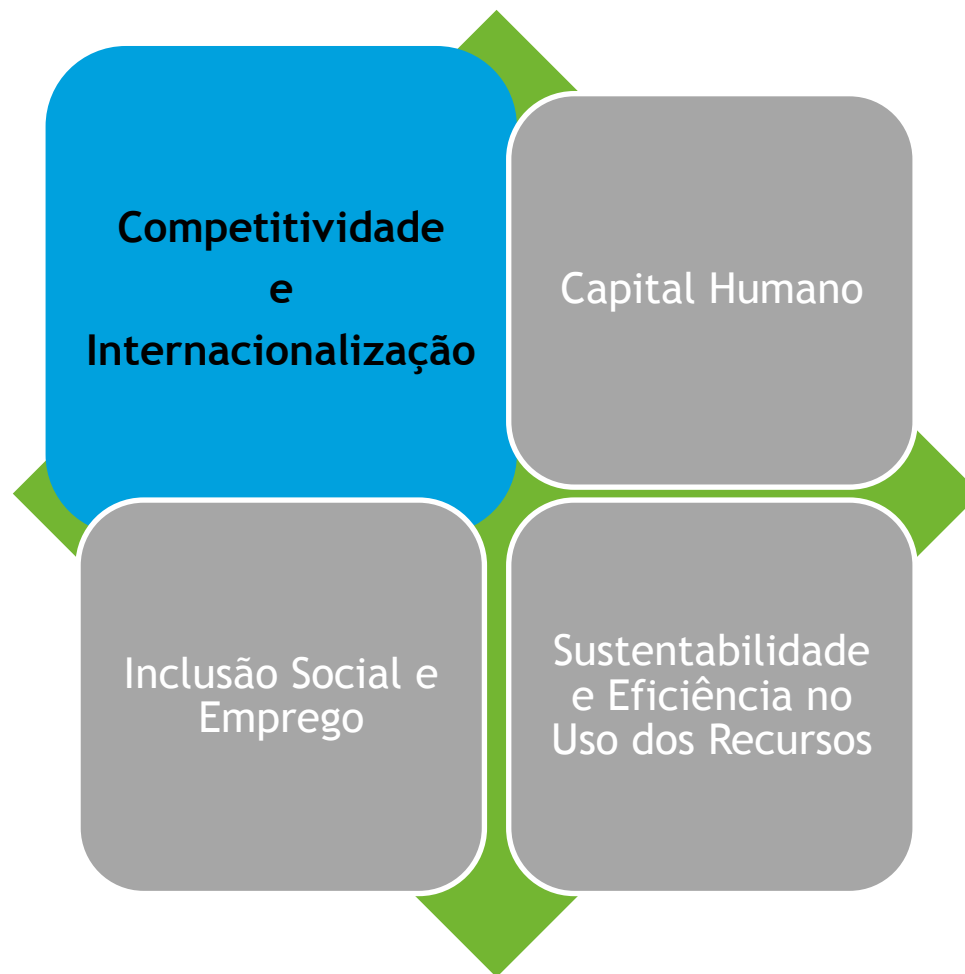 Competitividade
e
Internacionalização
Capital Humano
Inclusão Social e
Emprego
Sustentabilidade
e Eficiência no
Uso dos Recursos